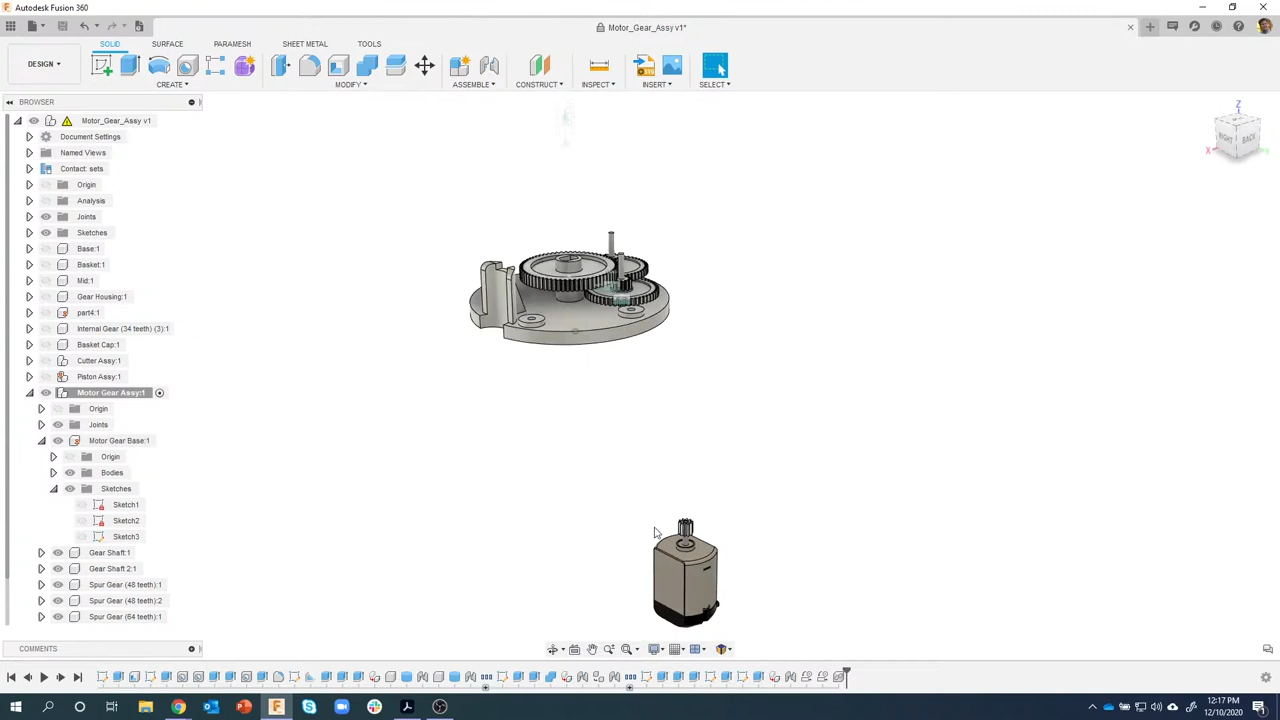 Autodesk Fusion 360
Motor_Gear_Assy v1*
SOLID SURFACE PARAMESH SHEET METAL TOOLS
DESIGN
CREATE MODIFY ASSEMBLE CONSTRUCT INSPECT INSERT SELECT
BROWSER
Motor_Gear_Assy v1
Document Settings
Named Views
Contact: sets
Origin
Analysis
Joints
Sketches
Base:1
Basket:1
Mid:1
Gear Housing:1
part4:1
Internal Gear (34 teeth) (3):1
Basket Cap:1
Cutter Assy:1
Piston Assy:1
Motor Gear Assy:1
Origin
Joints
Motor Gear Base:1
Origin
Bodies
Sketches
Sketch1
Sketch2
Sketch3
Gear Shaft:1
Gear Shaft 2:1
Spur Gear (48 teeth):1
Spur Gear (48 teeth):2
Spur Gear (64 teeth):1
COMMENTS
Z
RIGHT BACK
X
12:17 PM
12/10/2020